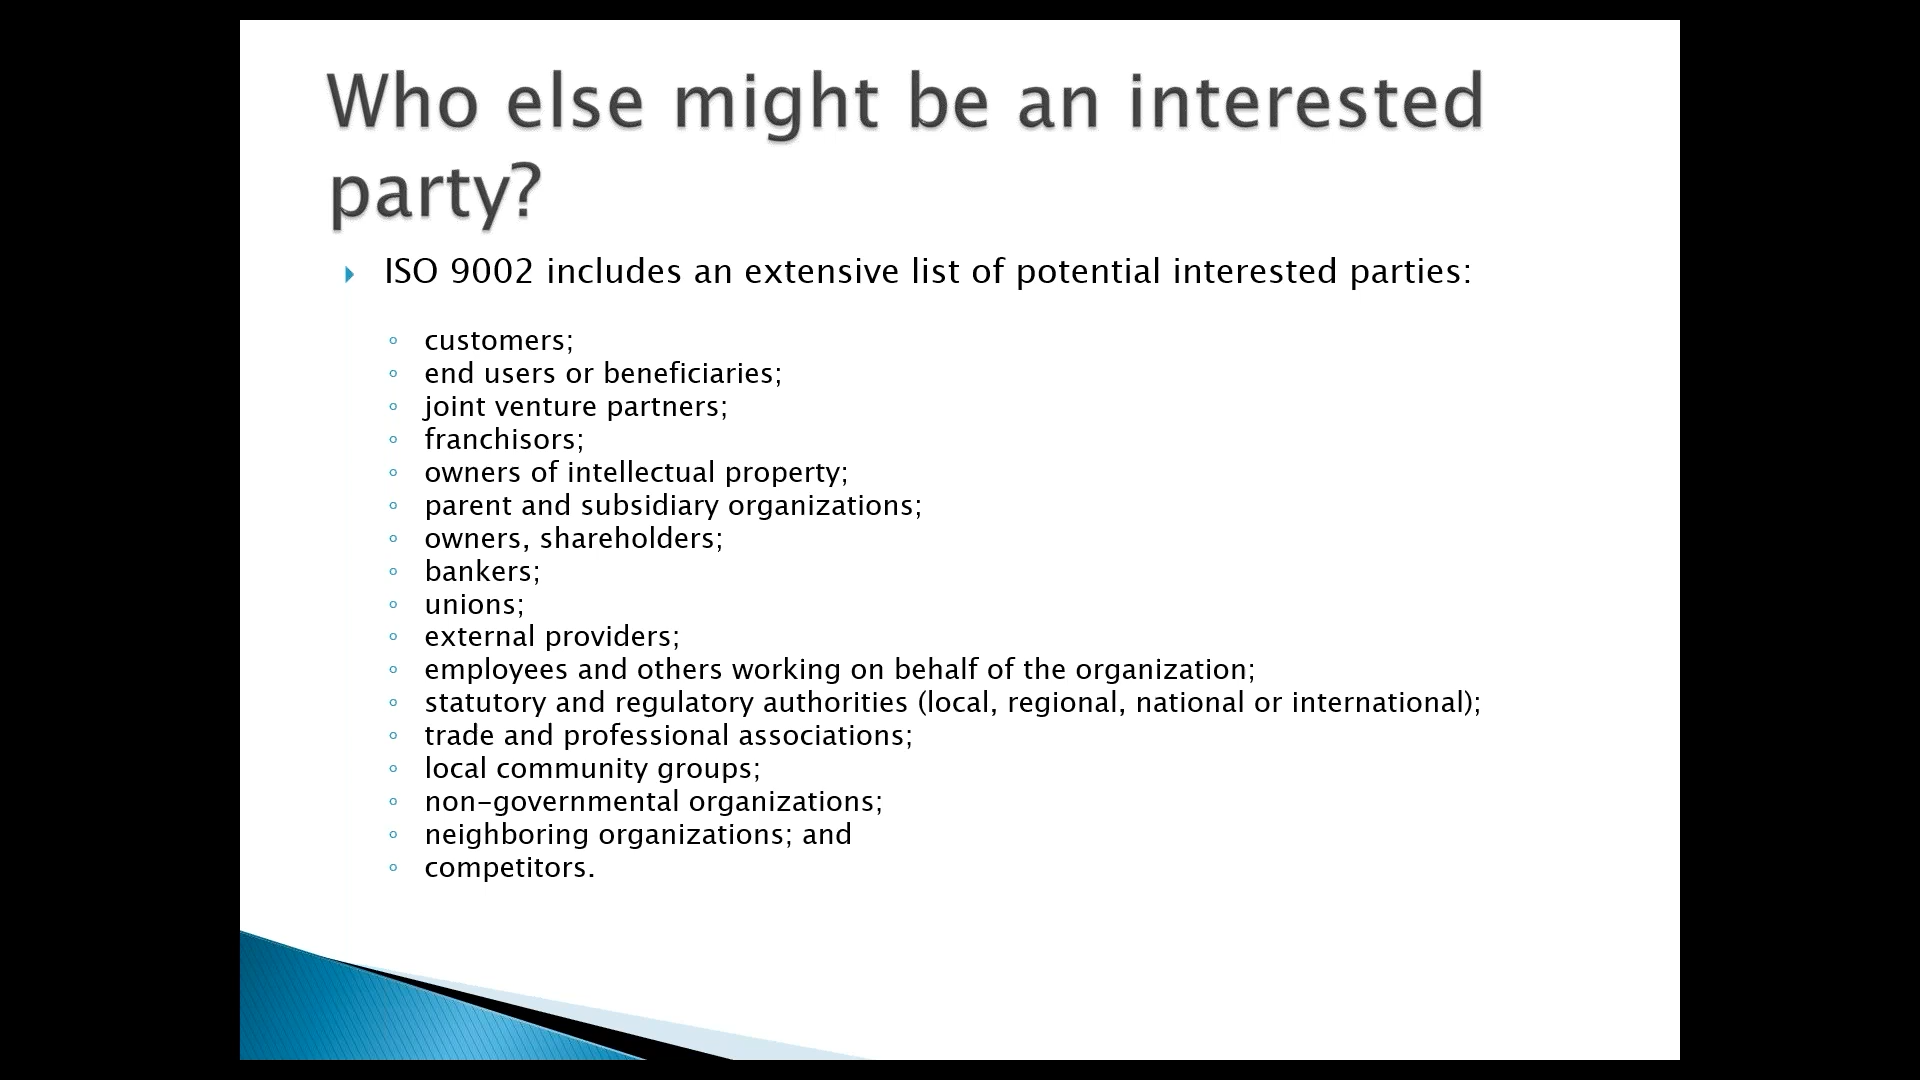 Who else might be an interested
party?
ISO 9002 includes an extensive list of potential interested parties:
customers;
end users or beneficiaries;
joint venture partners;
franchisors;
owners of intellectual property;
parent and subsidiary organizations;
owners, shareholders;
bankers;
unions;
external providers;
employees and others working on behalf of the organization;
statutory and regulatory authorities (local, regional, national or international);
trade and professional associations;
local community groups;
non-governmental organizations;
neighboring organizations; and
competitors.